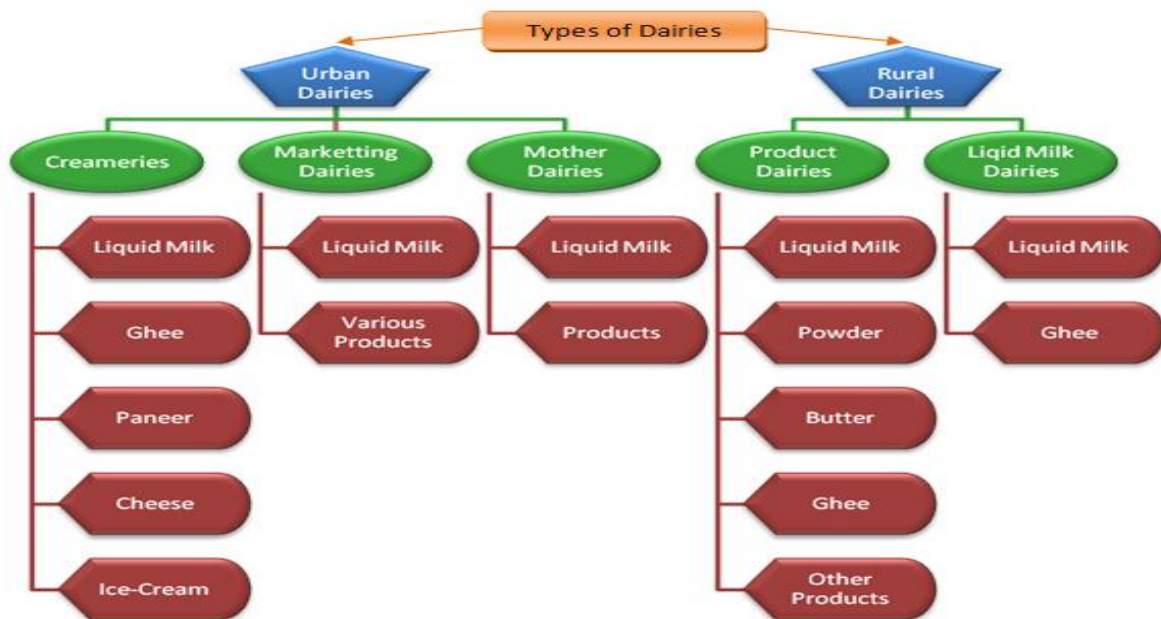 Types of Dairies
Urban
Dairies
Rural
Dairies
Creameries
Marketting
Dairies
Mother
Dairies
Product
Dairies
Liqid Milk
Dairies
Liquid Milk
Liquid Milk
Liquid Milk
Liquid Milk
Liquid Milk
Ghee
Various
Products
Products
Powder
Ghee
Paneer
Butter
Cheese
Ghee
Ice-Cream
Other
Products